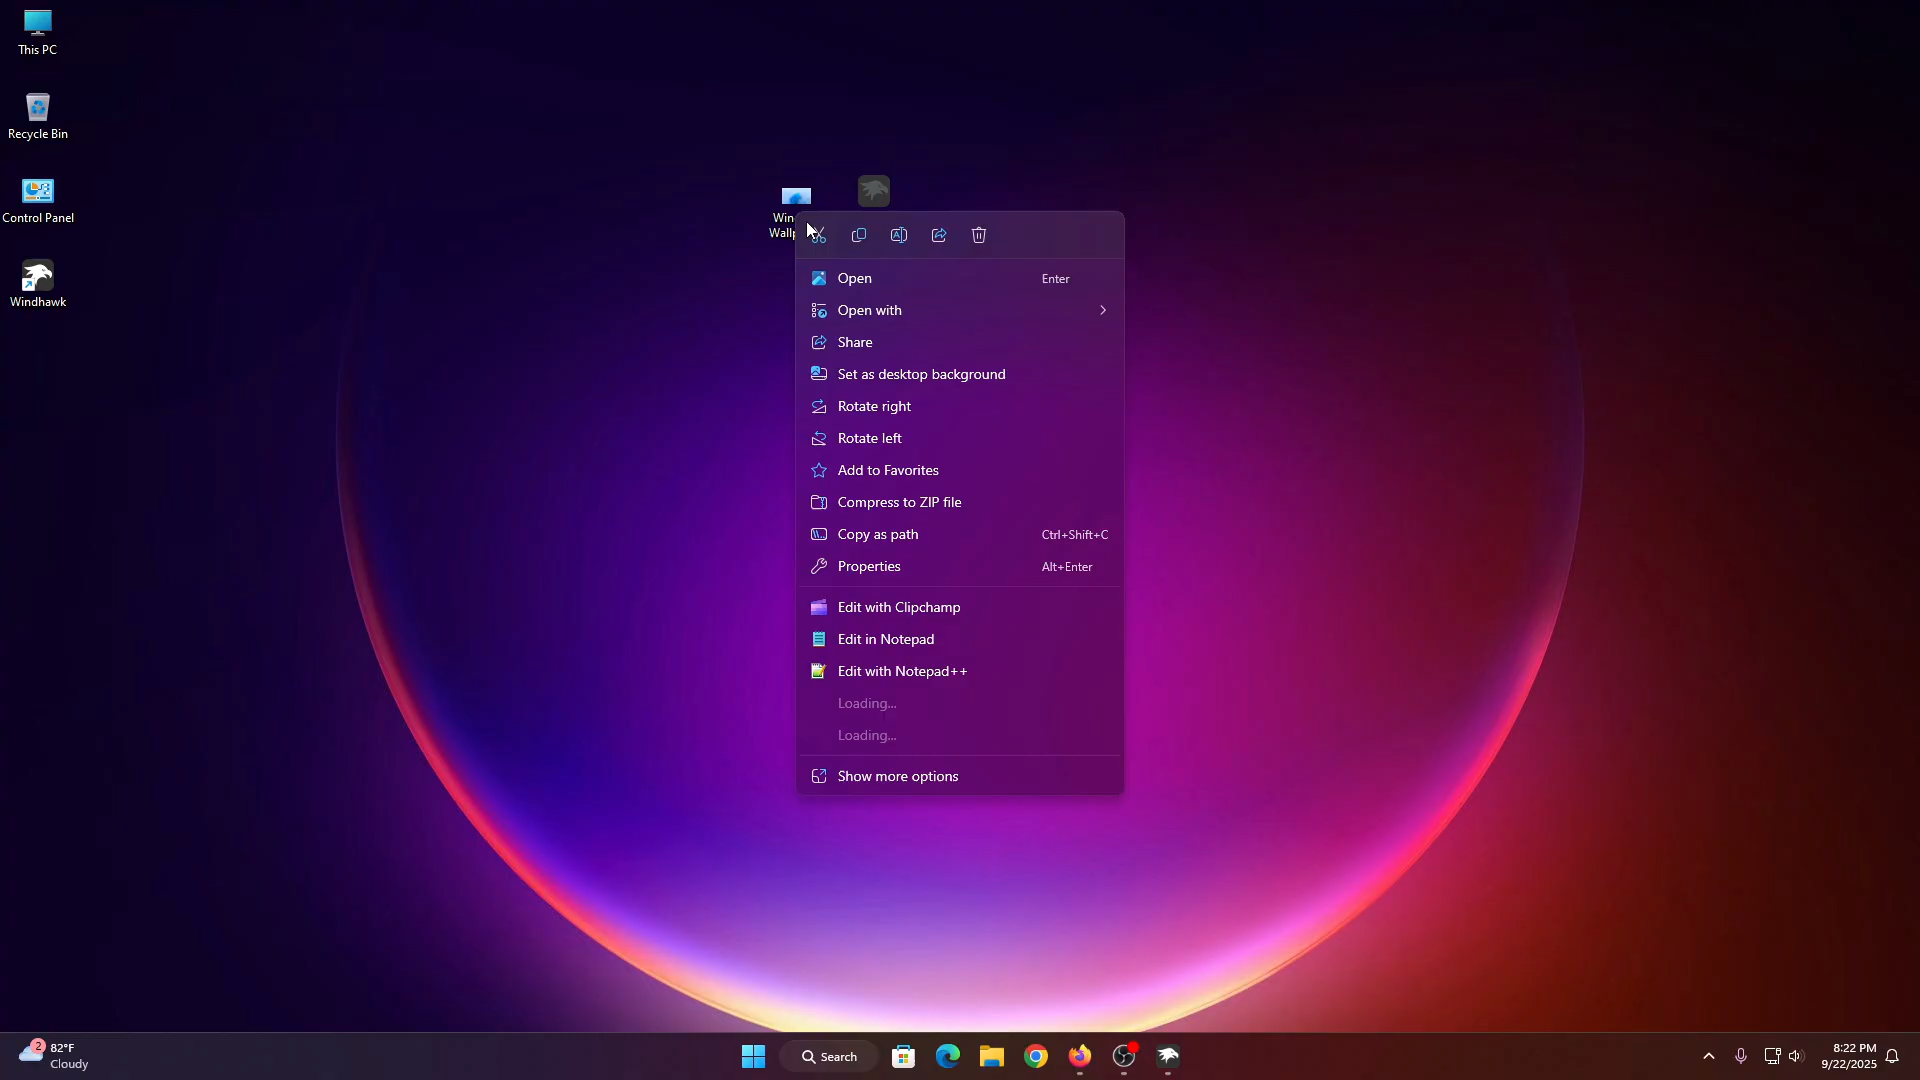 This PC
Recycle Bin
Control Panel
Windhawk
Open Enter
Open with
Share
Set as desktop background
Rotate right
Rotate left
Add to Favorites
Compress to ZIP file
Copy as path Ctrl+Shift+C
Properties Alt+Enter
Edit with Clipchamp
Edit in Notepad
Edit with Notepad++
Loading...
Loading...
Show more options
2
82°F
Cloudy
Search
8:22 PM
9/22/2025